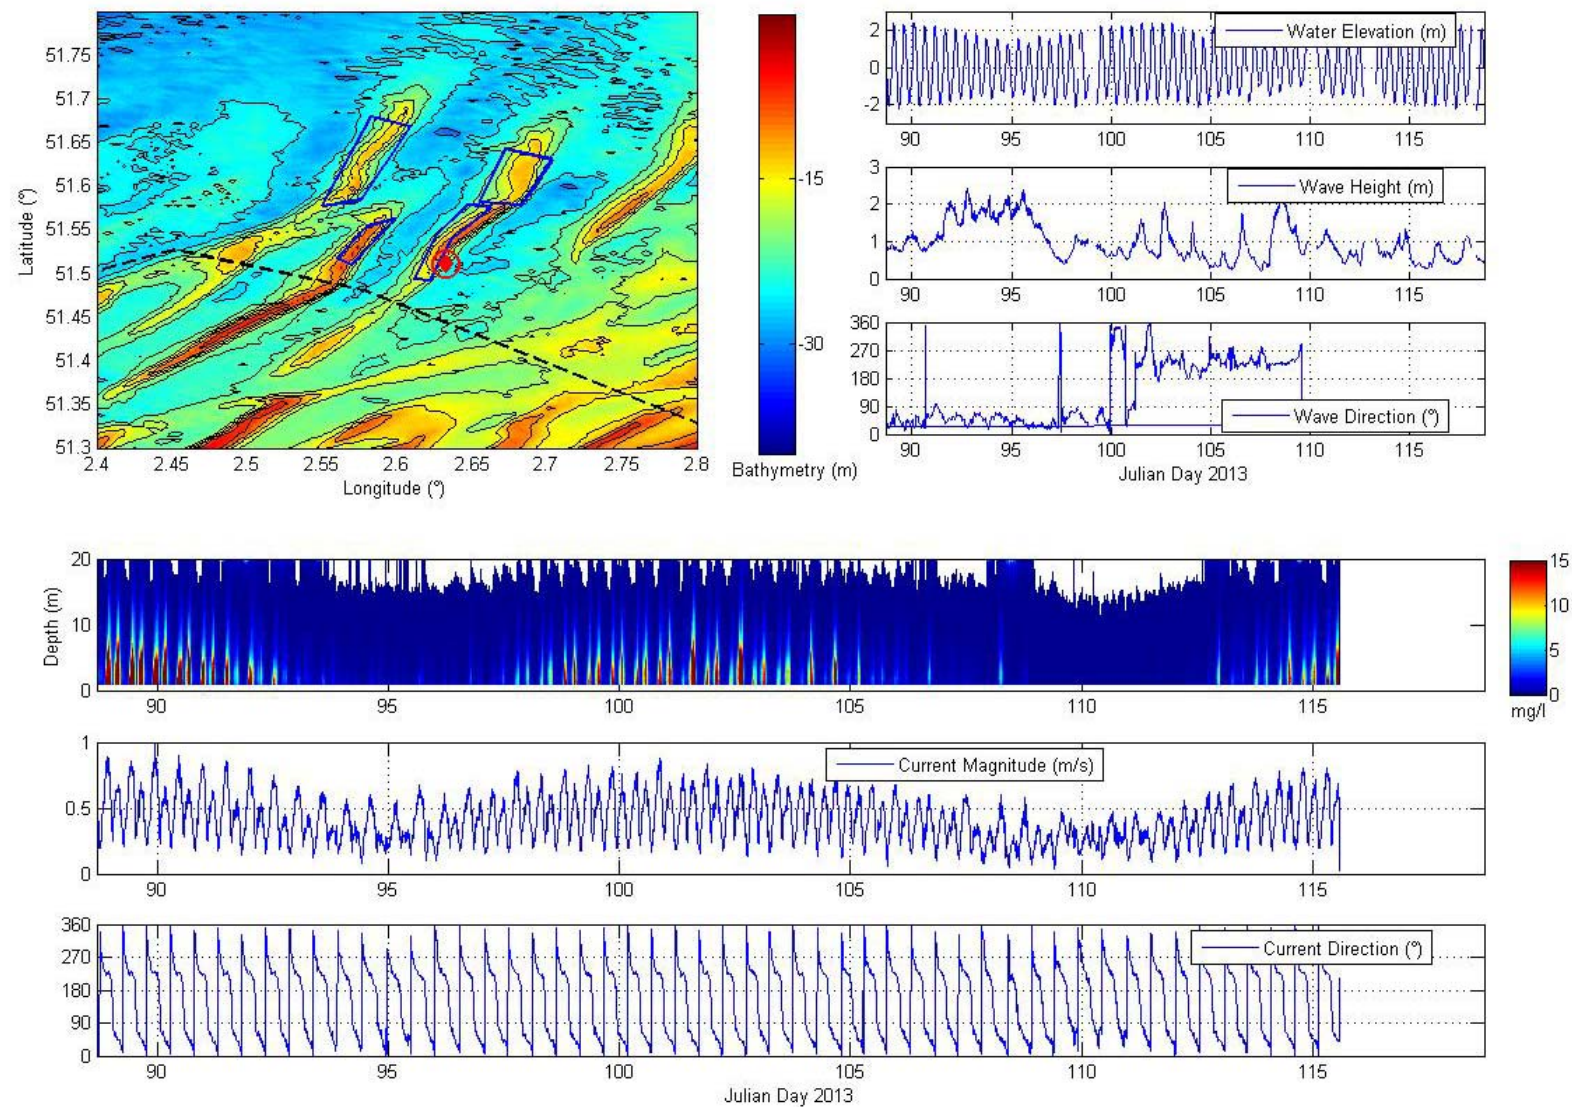 51.75
51.7
51.65
51.6
51.55
51.5
51.45
51.4
51.35
51.3
Latitude (°)
2.4 2.45 2.5 2.55 2.6 2.65 2.7 2.75 2.8
Longitude (°)
-15
-30
Bathymetry (m)
Water Elevation (m)
2
0
-2
90 95 100 105 110 115
Wave Height (m)
3
2
1
0
90 95 100 105 110 115
360
270
180
90
0
Wave Direction (°)
90 95 100 105 110 115
Julian Day 2013
20
10
0
Depth (m)
90 95 100 105 110 115
15
10
5
0
mg/l
1
0.5
0
Current Magnitude (m/s)
90 95 100 105 110 115
360
270
180
90
0
Current Direction (°)
90 95 100 105 110 115
Julian Day 2013